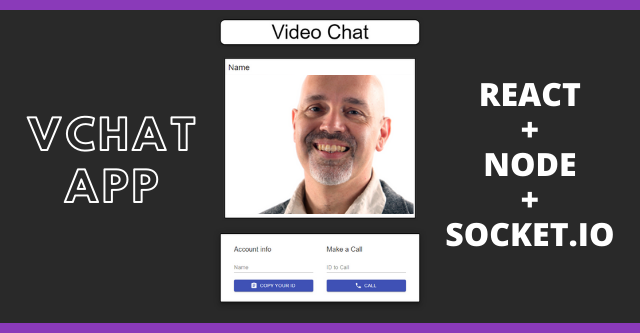 VCHAT
APP
Video Chat
Name
Account info
Name
COPY YOUR ID
Make a Call
ID to Call
CALL
REACT
+
NODE
+
SOCKET.IO